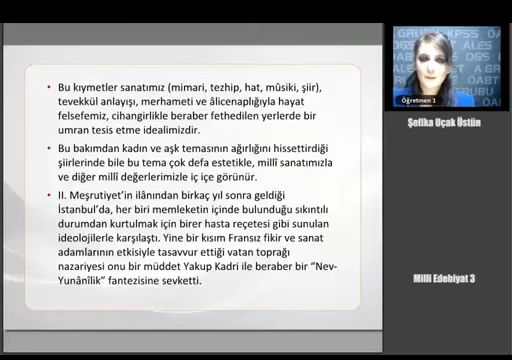 • Bu kıymetler sanatımız (mimari, tezhip, hat, mûsiki, şiir),
tevekkül anlayışı, merhameti ve âlicenaplığıyla hayat
felsefemiz, cihangirlikle beraber fethedilen yerlerde bir
umran tesis etme idealimizdir.
• Bu bakımdan kadın ve aşk temasının ağırlığını hissettirdiği
şiirlerinde bile bu tema çok defa estetikle, millî sanatımızla
ve diğer millî değerlerimizle iç içe görünür.
• II. Meşrutiyet'in ilânından birkaç yıl sonra geldiği
İstanbul'da, her biri memleketin içinde bulunduğu sıkıntılı
durumdan kurtulmak için birer hasta reçetesi gibi sunulan
ideolojilerle karşılaştı. Yine bir kısım Fransız fikir ve sanat
adamlarının etkisiyle tasavvur ettiği vatan toprağı
nazariyesi onu bir müddet Yakup Kadri ile beraber bir "Nev-
Yunânîlik" fantezisine sevketti.
Öğretmen 1
Şefika Uçak Üstün
Milli Edebiyat 3